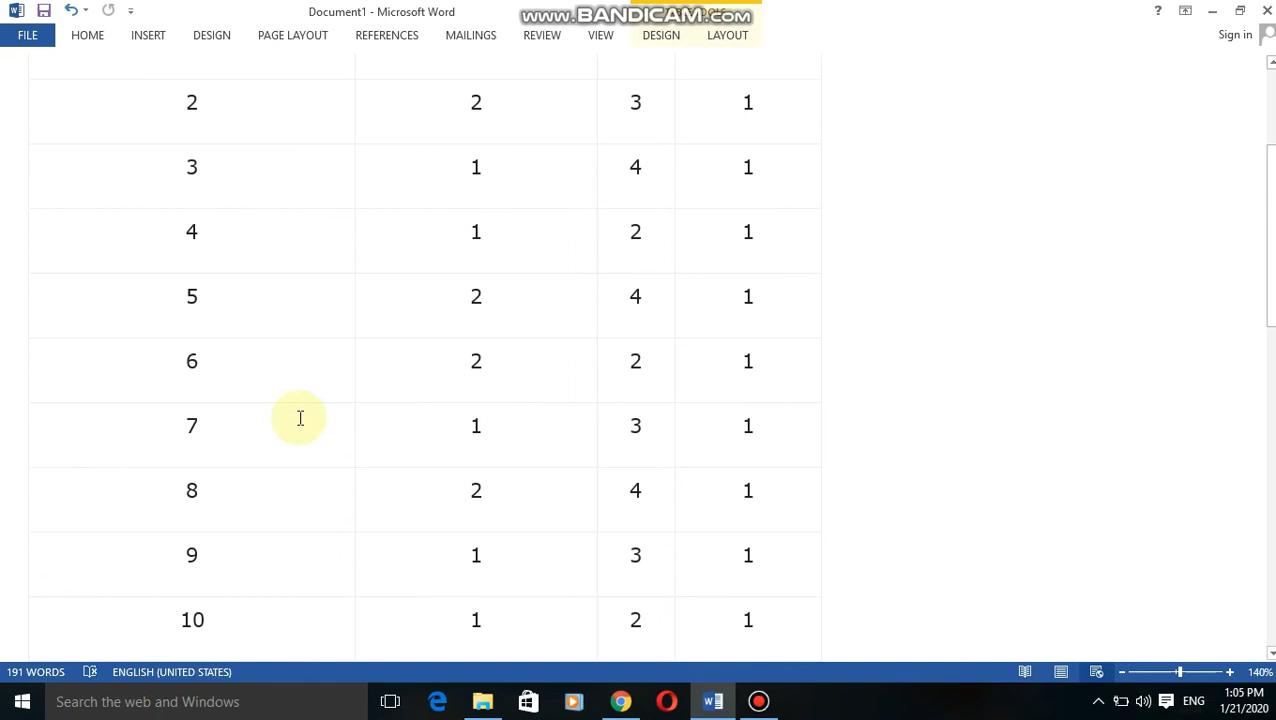 Document1 - Microsoft Word
www.BANDICAM.com
FILE HOME INSERT DESIGN PAGE LAYOUT REFERENCES MAILINGS REVIEW VIEW DESIGN LAYOUT Sign in
2 2 3 1
3 1 4 1
4 1 2 1
5 2 4 1
6 2 2 1
7 1 3 1
8 2 4 1
9 1 3 1
10 1 2 1
191 WORDS ENGLISH (UNITED STATES) 140%
Search the web and Windows ENG 1:05 PM
1/21/2020